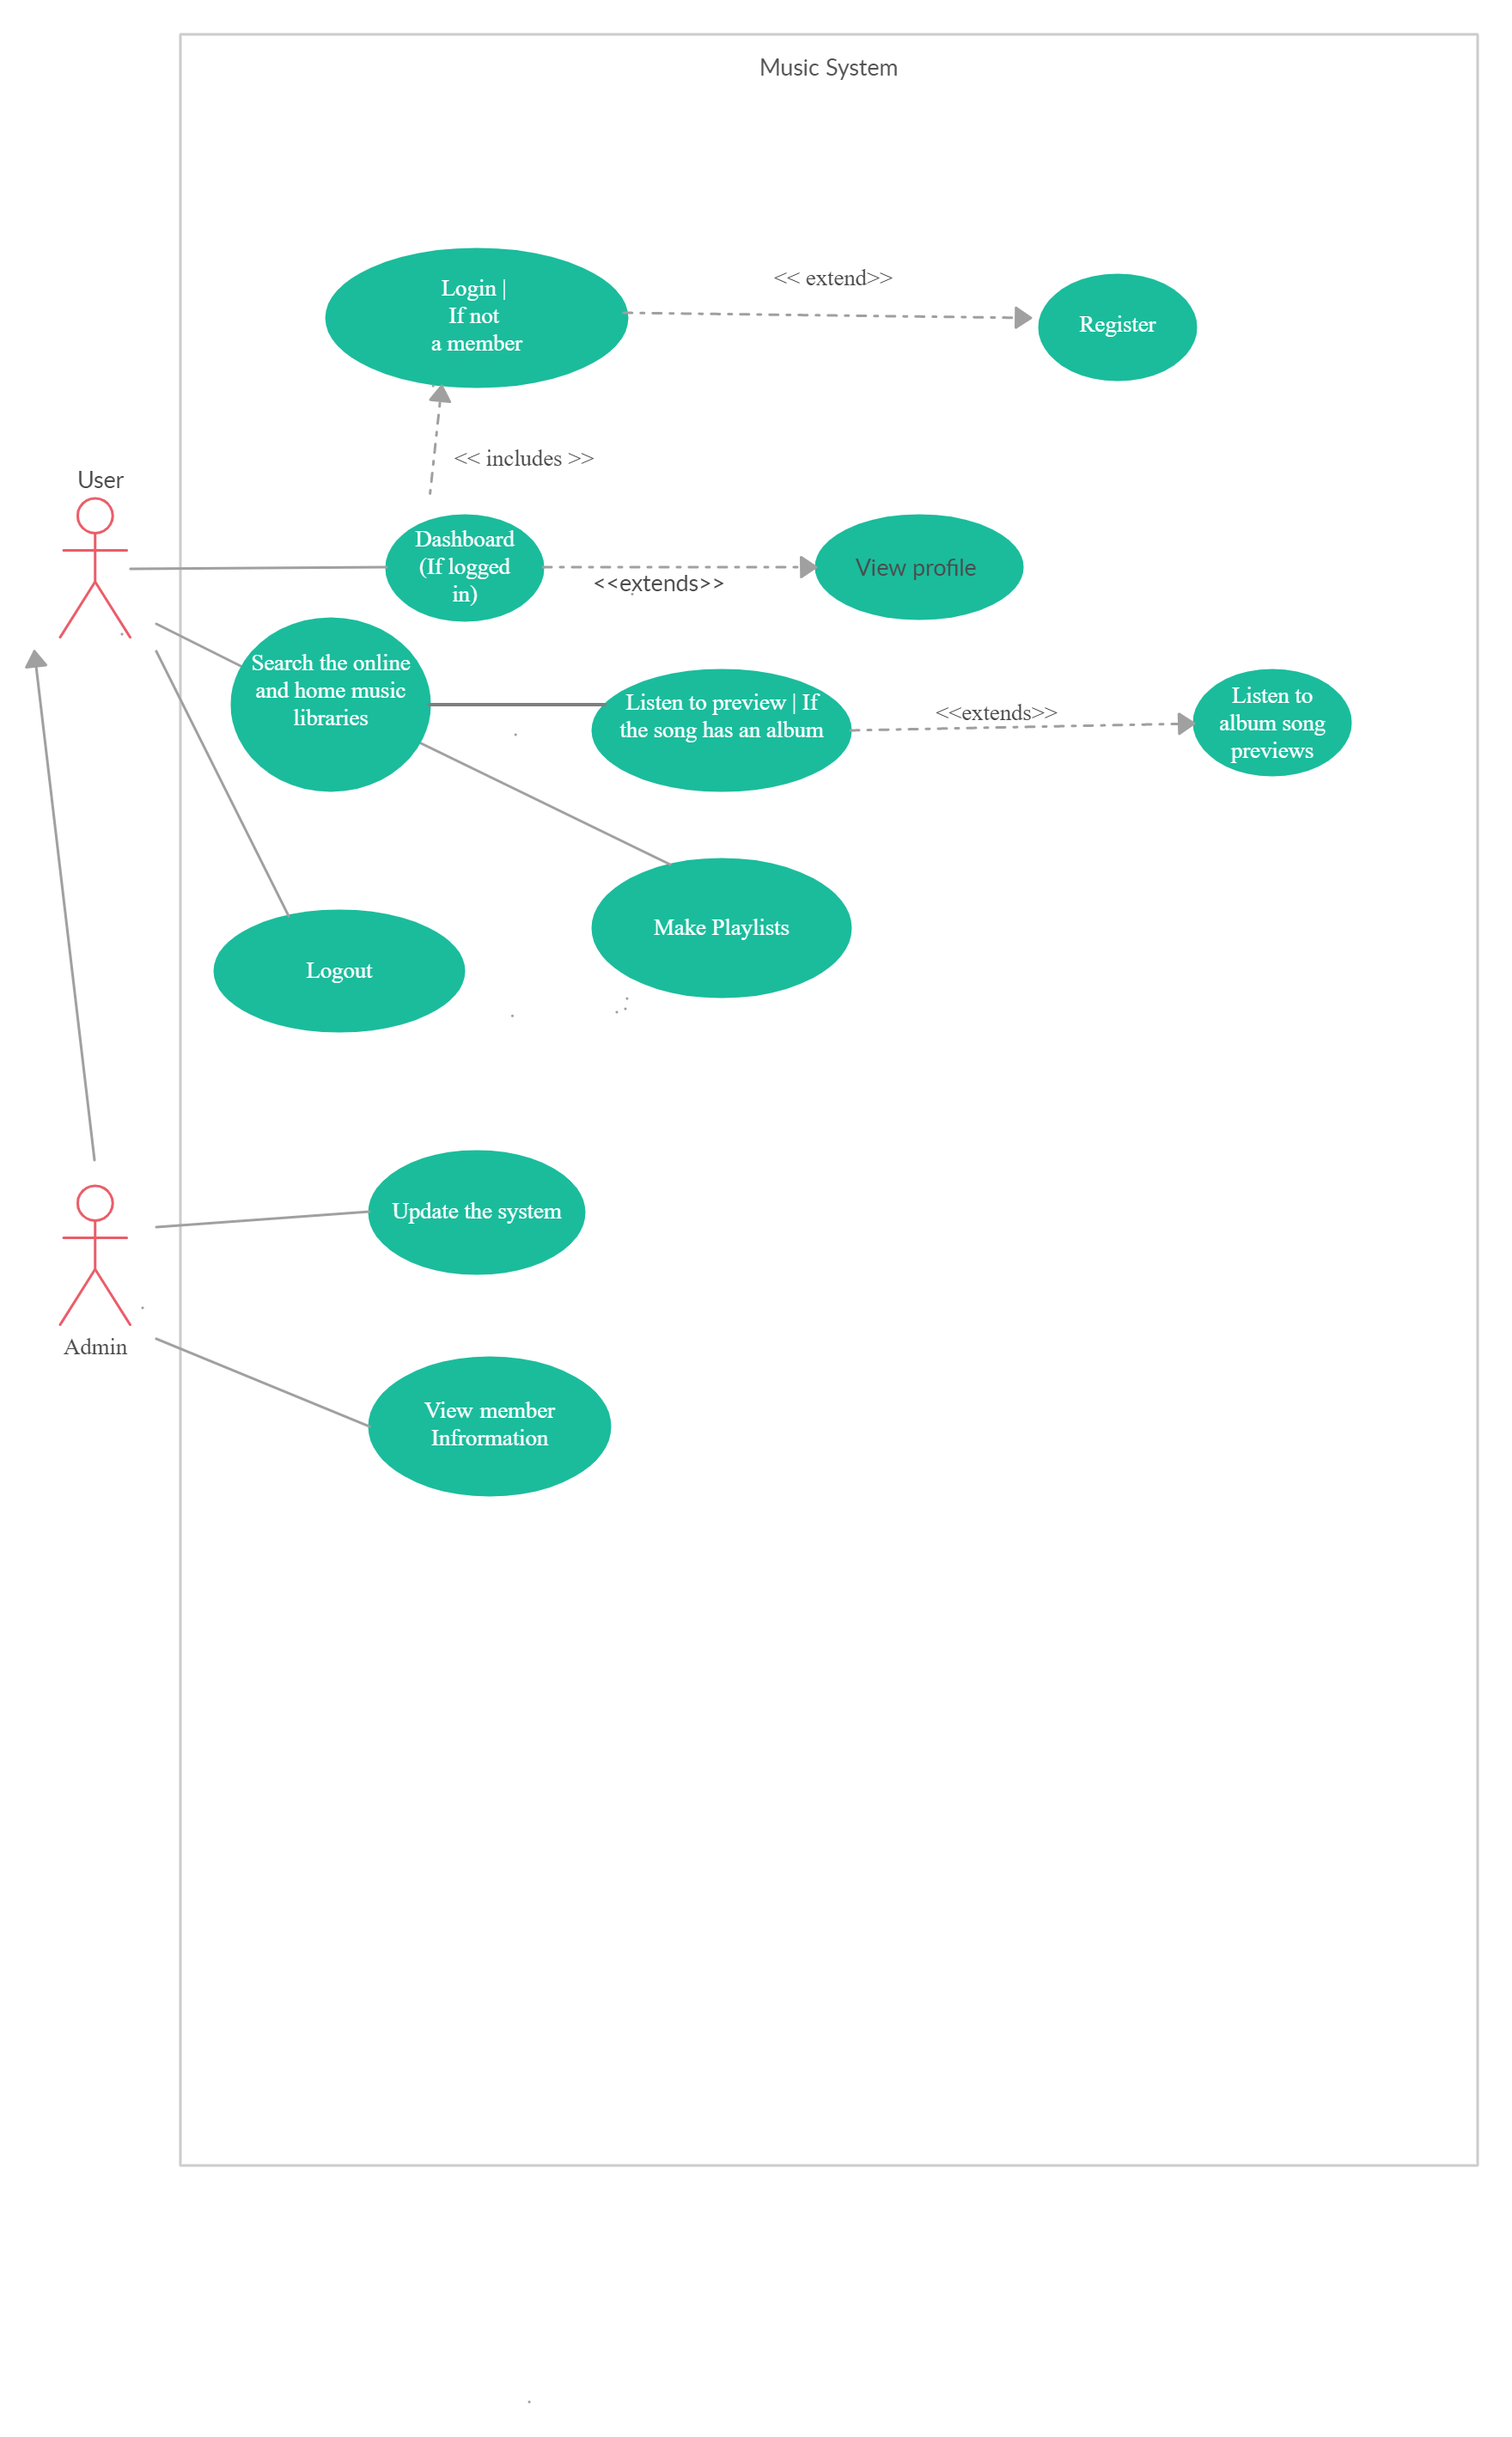 Music System
Login |
If not
a member
<< extend>>
Register
<< includes >>
User
Dashboard
(If logged
in)
<<extends>>
View profile
Search the online
and home music
libraries
Listen to preview | If
the song has an album
<<extends>>
Listen to
album song
previews
Make Playlists
Logout
Update the system
Admin
View member
Infrormation